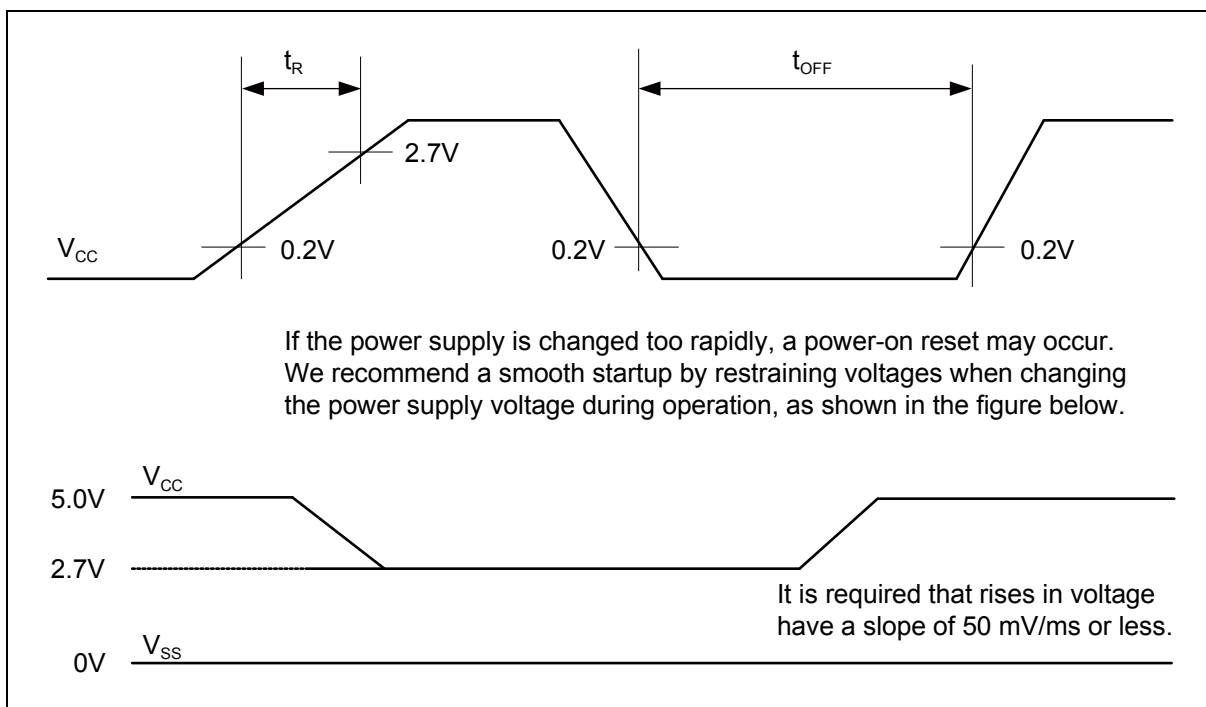 tR
tOFF
2.7V
VCC
0.2V
0.2V
0.2V
If the power supply is changed too rapidly, a power-on reset may occur.
We recommend a smooth startup by restraining voltages when changing
the power supply voltage during operation, as shown in the figure below.
VCC
5.0V
2.7V
It is required that rises in voltage
have a slope of 50 mV/ms or less.
VSS
0V